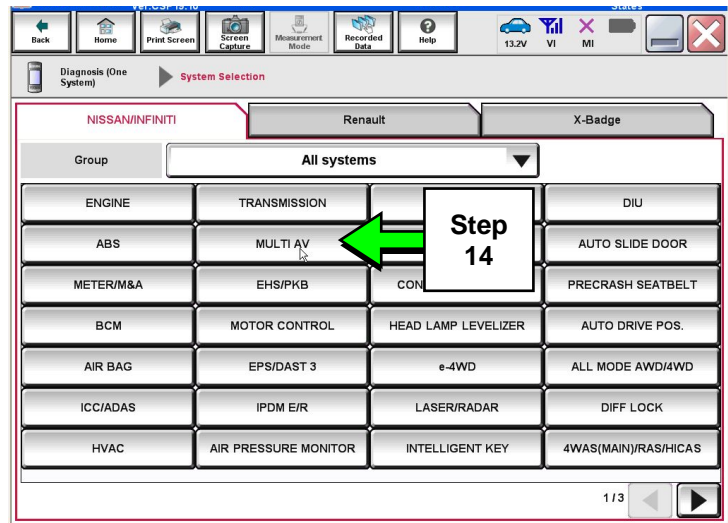 Back
Home
Print Screen
Screen Capture
Measurement Mode
Recorded Data
Help
13.2V
VI
MI
Diagnosis (One System)
System Selection
NISSAN/INFINITI
Renault
X-Badge
Group
All systems
ENGINE
TRANSMISSION
DIU
ABS
MULTI AV
Step
14
AUTO SLIDE DOOR
METER/M&A
EHS/PKB
CON
PRECRASH SEATBELT
BCM
MOTOR CONTROL
HEAD LAMP LEVELIZER
AUTO DRIVE POS.
AIR BAG
EPS/DAST 3
e-4WD
ALL MODE AWD/4WD
ICC/ADAS
IPDM E/R
LASER/RADAR
DIFF LOCK
HVAC
AIR PRESSURE MONITOR
INTELLIGENT KEY
4WAS(MAIN)/RAS/HICAS
1/3